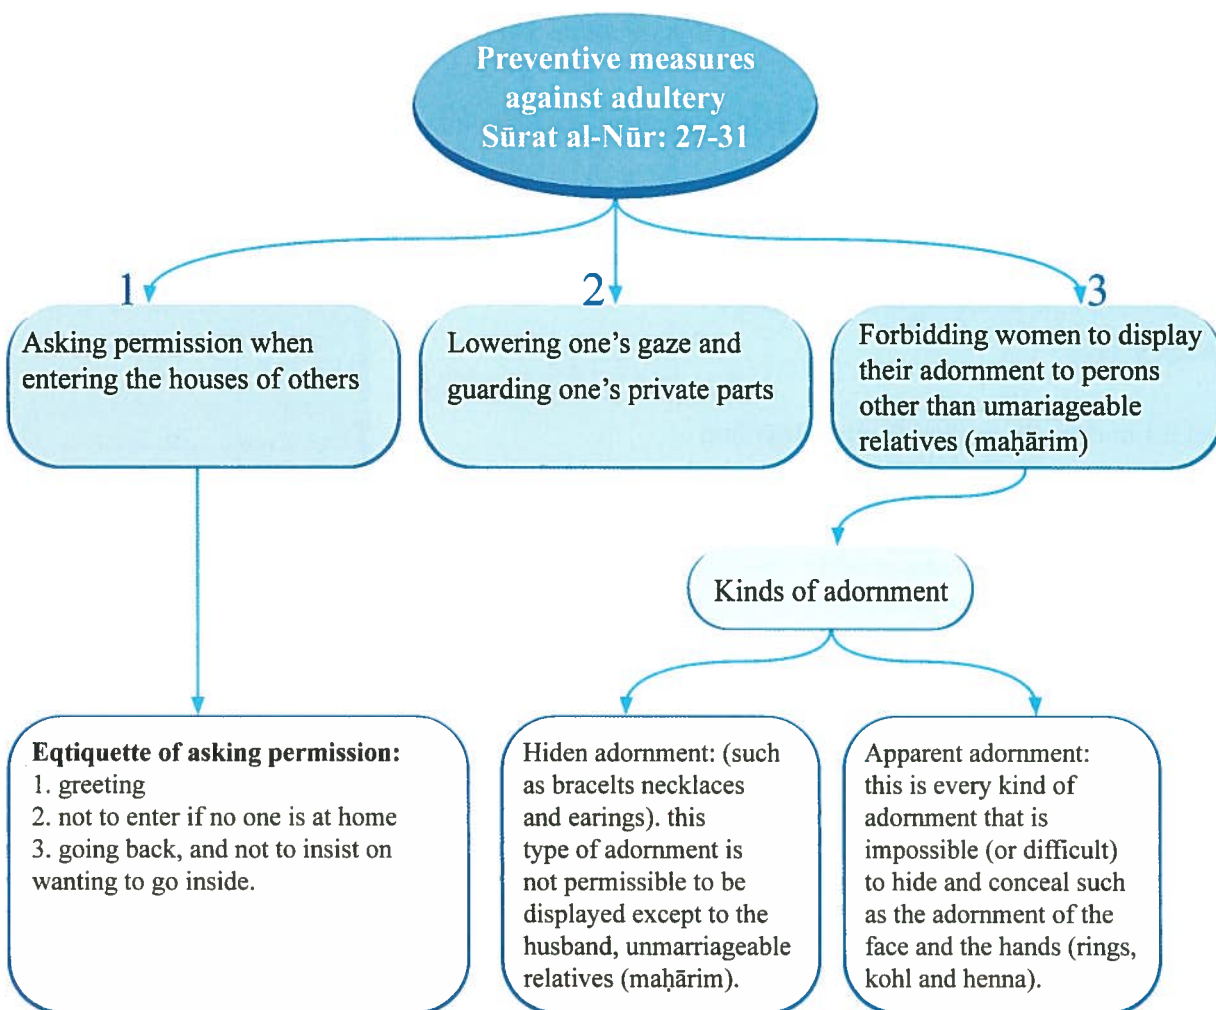 Preventive measures
against adultery
Sūrat al-Nūr: 27-31
1
Asking permission when
entering the houses of others
2
Lowering one's gaze and
guarding one's private parts
3
Forbidding women to display
their adornment to perons
other than umariageable
relatives (maḥārim)
Kinds of adornment
Eqtiquette of asking permission:
1. greeting
2. not to enter if no one is at home
3. going back, and not to insist on
wanting to go inside.
Hiden adornment: (such
as bracelts necklaces
and earings). this
type of adornment is
not permissible to be
displayed except to the
husband, unmarriageable
relatives (maḥārim).
Apparent adornment:
this is every kind of
adornment that is
impossible (or difficult)
to hide and conceal such
as the adornment of the
face and the hands (rings,
kohl and henna).